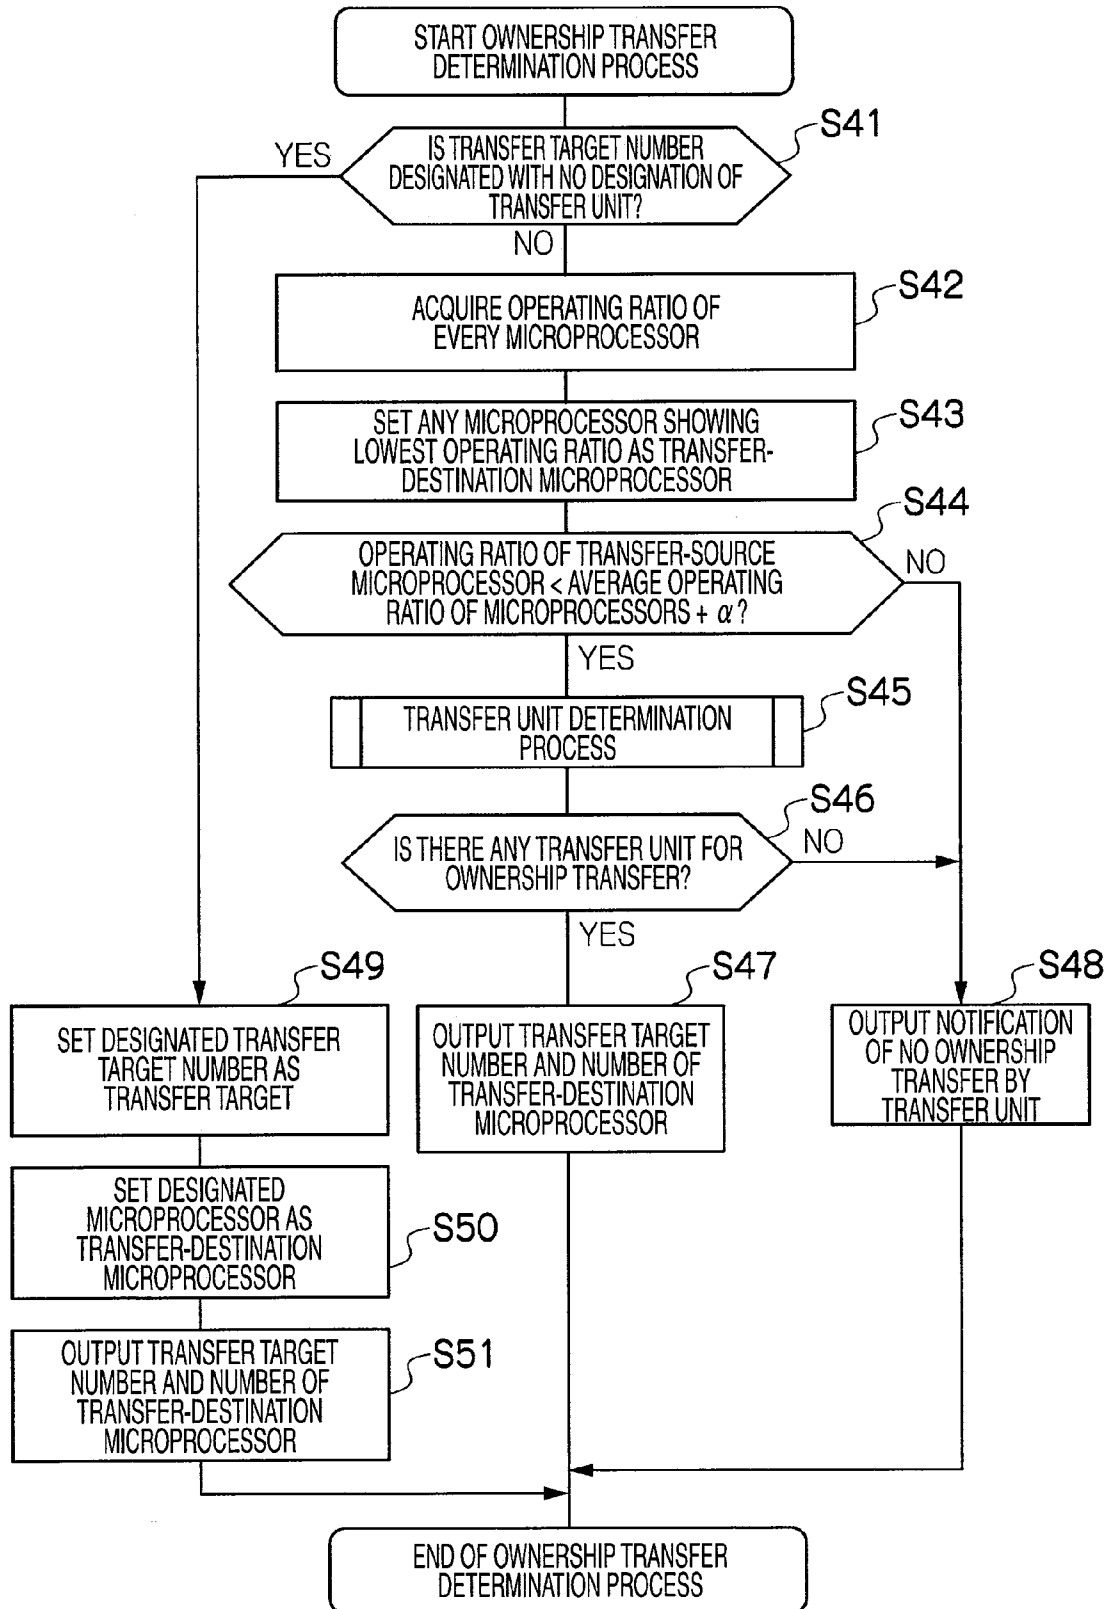 START OWNERSHIP TRANSFER
DETERMINATION PROCESS
S41
YES
IS TRANSFER TARGET NUMBER
DESIGNATED WITH NO DESIGNATION OF
TRANSFER UNIT?
NO
S42
ACQUIRE OPERATING RATIO OF
EVERY MICROPROCESSOR
S43
SET ANY MICROPROCESSOR SHOWING
LOWEST OPERATING RATIO AS TRANSFER-
DESTINATION MICROPROCESSOR
S44
OPERATING RATIO OF TRANSFER-SOURCE
MICROPROCESSOR < AVERAGE OPERATING
RATIO OF MICROPROCESSORS + α ?
NO
YES
S45
TRANSFER UNIT DETERMINATION
PROCESS
S46
IS THERE ANY TRANSFER UNIT FOR
OWNERSHIP TRANSFER?
NO
YES
S49
SET DESIGNATED TRANSFER
TARGET NUMBER AS
TRANSFER TARGET
S47
OUTPUT TRANSFER TARGET
NUMBER AND NUMBER OF
TRANSFER-DESTINATION
MICROPROCESSOR
S48
OUTPUT NOTIFICATION
OF NO OWNERSHIP
TRANSFER BY
TRANSFER UNIT
SET DESIGNATED
MICROPROCESSOR AS
TRANSFER-DESTINATION
MICROPROCESSOR
S50
OUTPUT TRANSFER TARGET
NUMBER AND NUMBER OF
TRANSFER-DESTINATION
MICROPROCESSOR
S51
END OF OWNERSHIP TRANSFER
DETERMINATION PROCESS